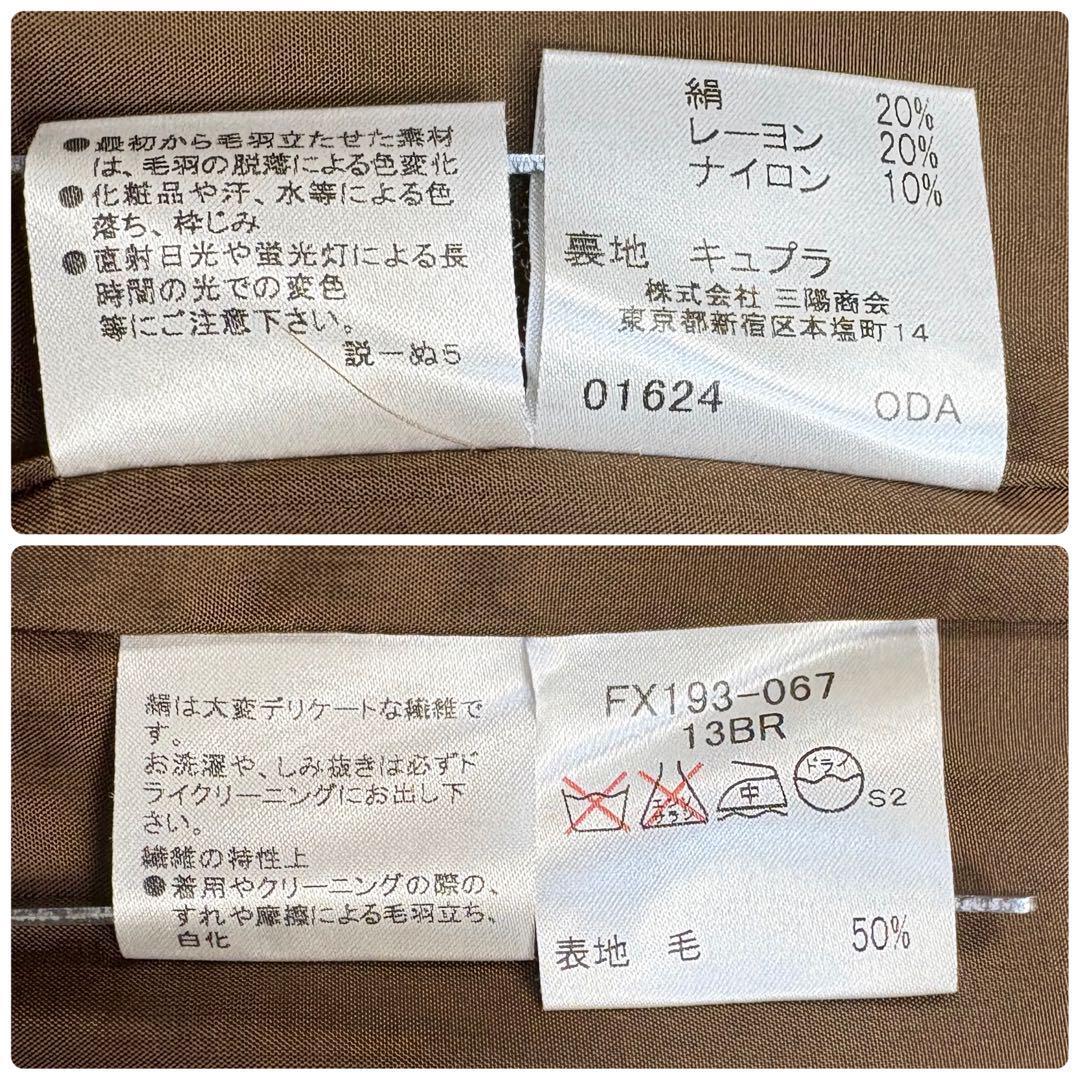 ●最初から毛羽立たせた素材
は、毛羽の脱落による色変化
●化粧品や汗、水等による色
落ち、枠じみ
●直射日光や蛍光灯による長
時間の光での変色
等にご注意下さい。
説ーぬ5
絹 20%
レーヨン 20%
ナイロン 10%
裏地 キュプラ
株式会社 三陽商会
東京都新宿区本塩町14
01624 ODA
絹は大変デリケートな繊維で
す。
お洗濯や、しみ抜きは必ずド
ライクリーニングにお出し下
さい。
繊維の特性上
●着用やクリーニングの際の、
すれや摩擦による毛羽立ち、
白化
FX193-067
13BR
エンソ
サラシ
中
ドライ
S2
表地 毛 50%